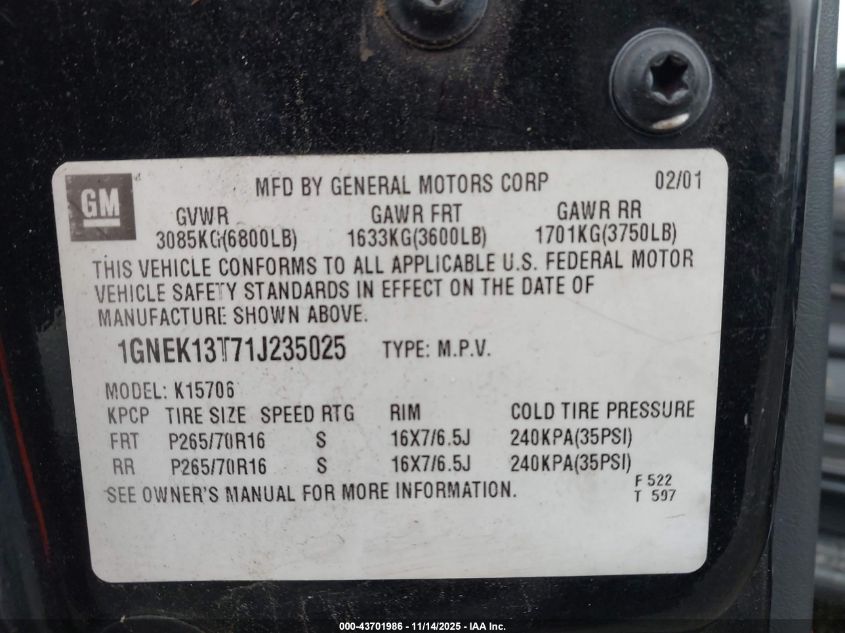 GM
MFD BY GENERAL MOTORS CORP 02/01
GVWR GAWR FRT GAWR RR
3085KG(6800LB) 1633KG(3600LB) 1701KG(3750LB)
THIS VEHICLE CONFORMS TO ALL APPLICABLE U.S. FEDERAL MOTOR
VEHICLE SAFETY STANDARDS IN EFFECT ON THE DATE OF
MANUFACTURE SHOWN ABOVE.
1GNEK13T71J235025 TYPE: M.P.V.
MODEL: K15706
KPCP TIRE SIZE SPEED RTG RIM COLD TIRE PRESSURE
FRT P265/70R16 S 16X7/6.5J 240KPA(35PSI)
RR P265/70R16 S 16X7/6.5J 240KPA(35PSI)
SEE OWNER'S MANUAL FOR MORE INFORMATION.
F 522
T 597
000-43701986 - 11/14/2025 - IAA Inc.